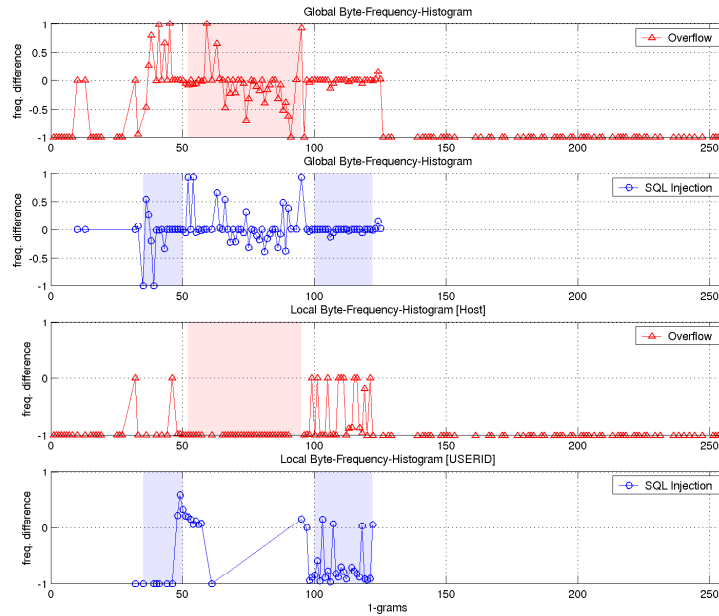 Global Byte-Frequency-Histogram
1
0.5
0
-0.5
-1
freq. difference
Overflow
0 50 100 150 200 250
Global Byte-Frequency-Histogram
1
0.5
0
-0.5
-1
freq. difference
SQL Injection
0 50 100 150 200 250
Local Byte-Frequency-Histogram [Host]
1
0
-1
freq. difference
Overflow
0 50 100 150 200 250
Local Byte-Frequency-Histogram [USERID]
1
0
-1
freq. difference
SQL Injection
0 50 100 150 200 250
1-grams